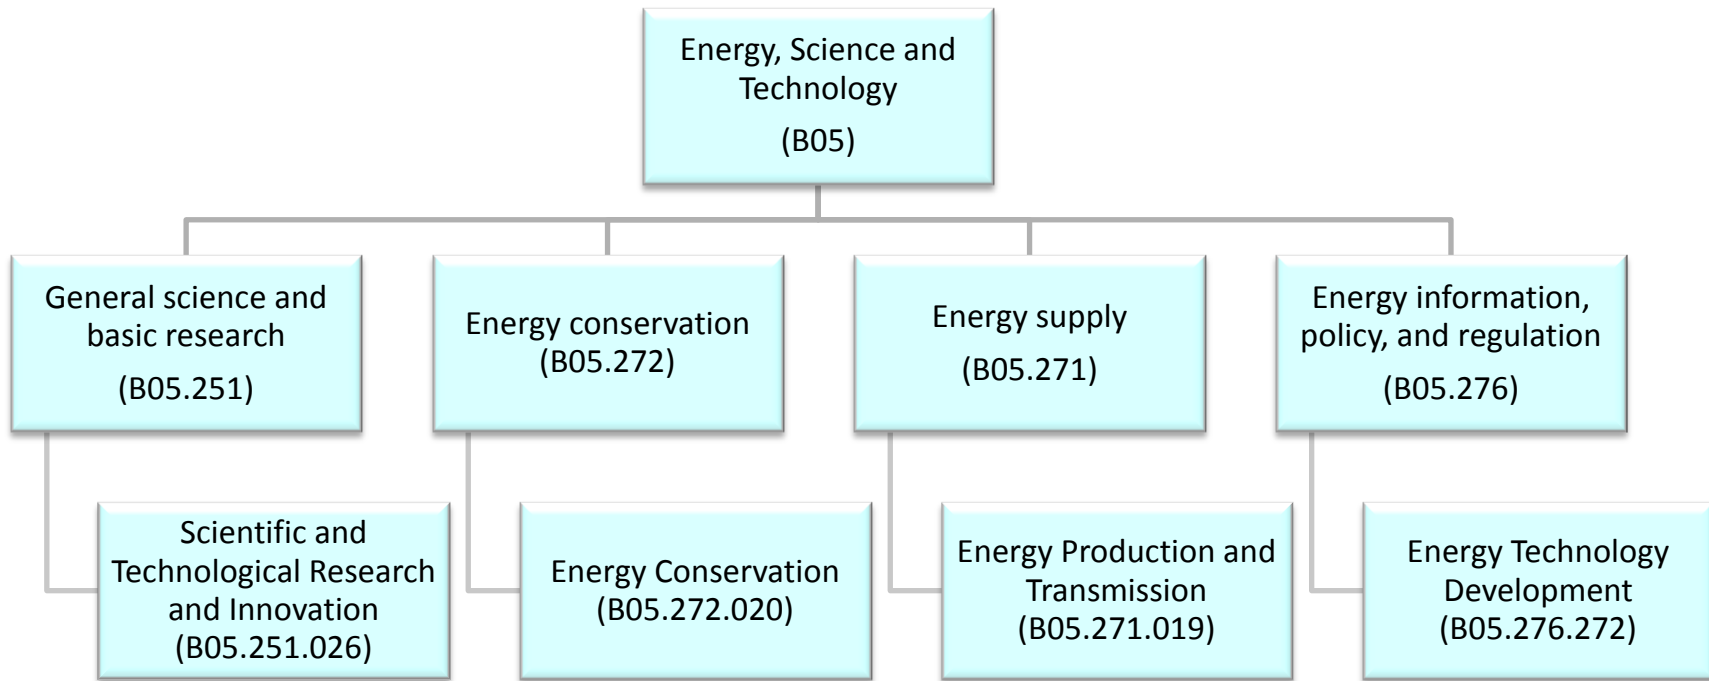 Energy, Science and
Technology
(B05)
General science and
basic research
(B05.251)
Energy conservation
(B05.272)
Energy supply
(B05.271)
Energy information,
policy, and regulation
(B05.276)
Scientific and
Technological Research
and Innovation
(B05.251.026)
Energy Conservation
(B05.272.020)
Energy Production and
Transmission
(B05.271.019)
Energy Technology
Development
(B05.276.272)